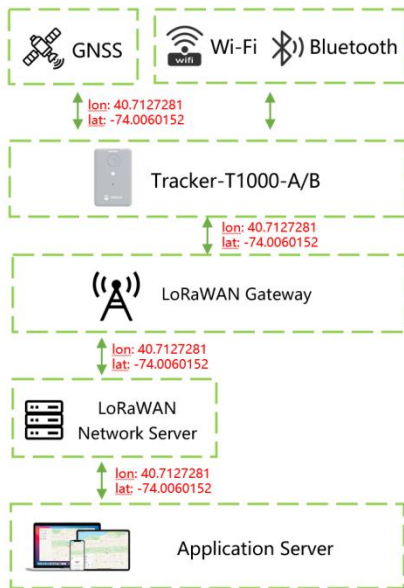 GNSS
wifi
Wi-Fi
Bluetooth
lon: 40.7127281
lat: -74.0060152
Tracker-T1000-A/B
lon: 40.7127281
lat: -74.0060152
LoRaWAN Gateway
lon: 40.7127281
lat: -74.0060152
LoRaWAN
Network Server
lon: 40.7127281
lat: -74.0060152
Application Server